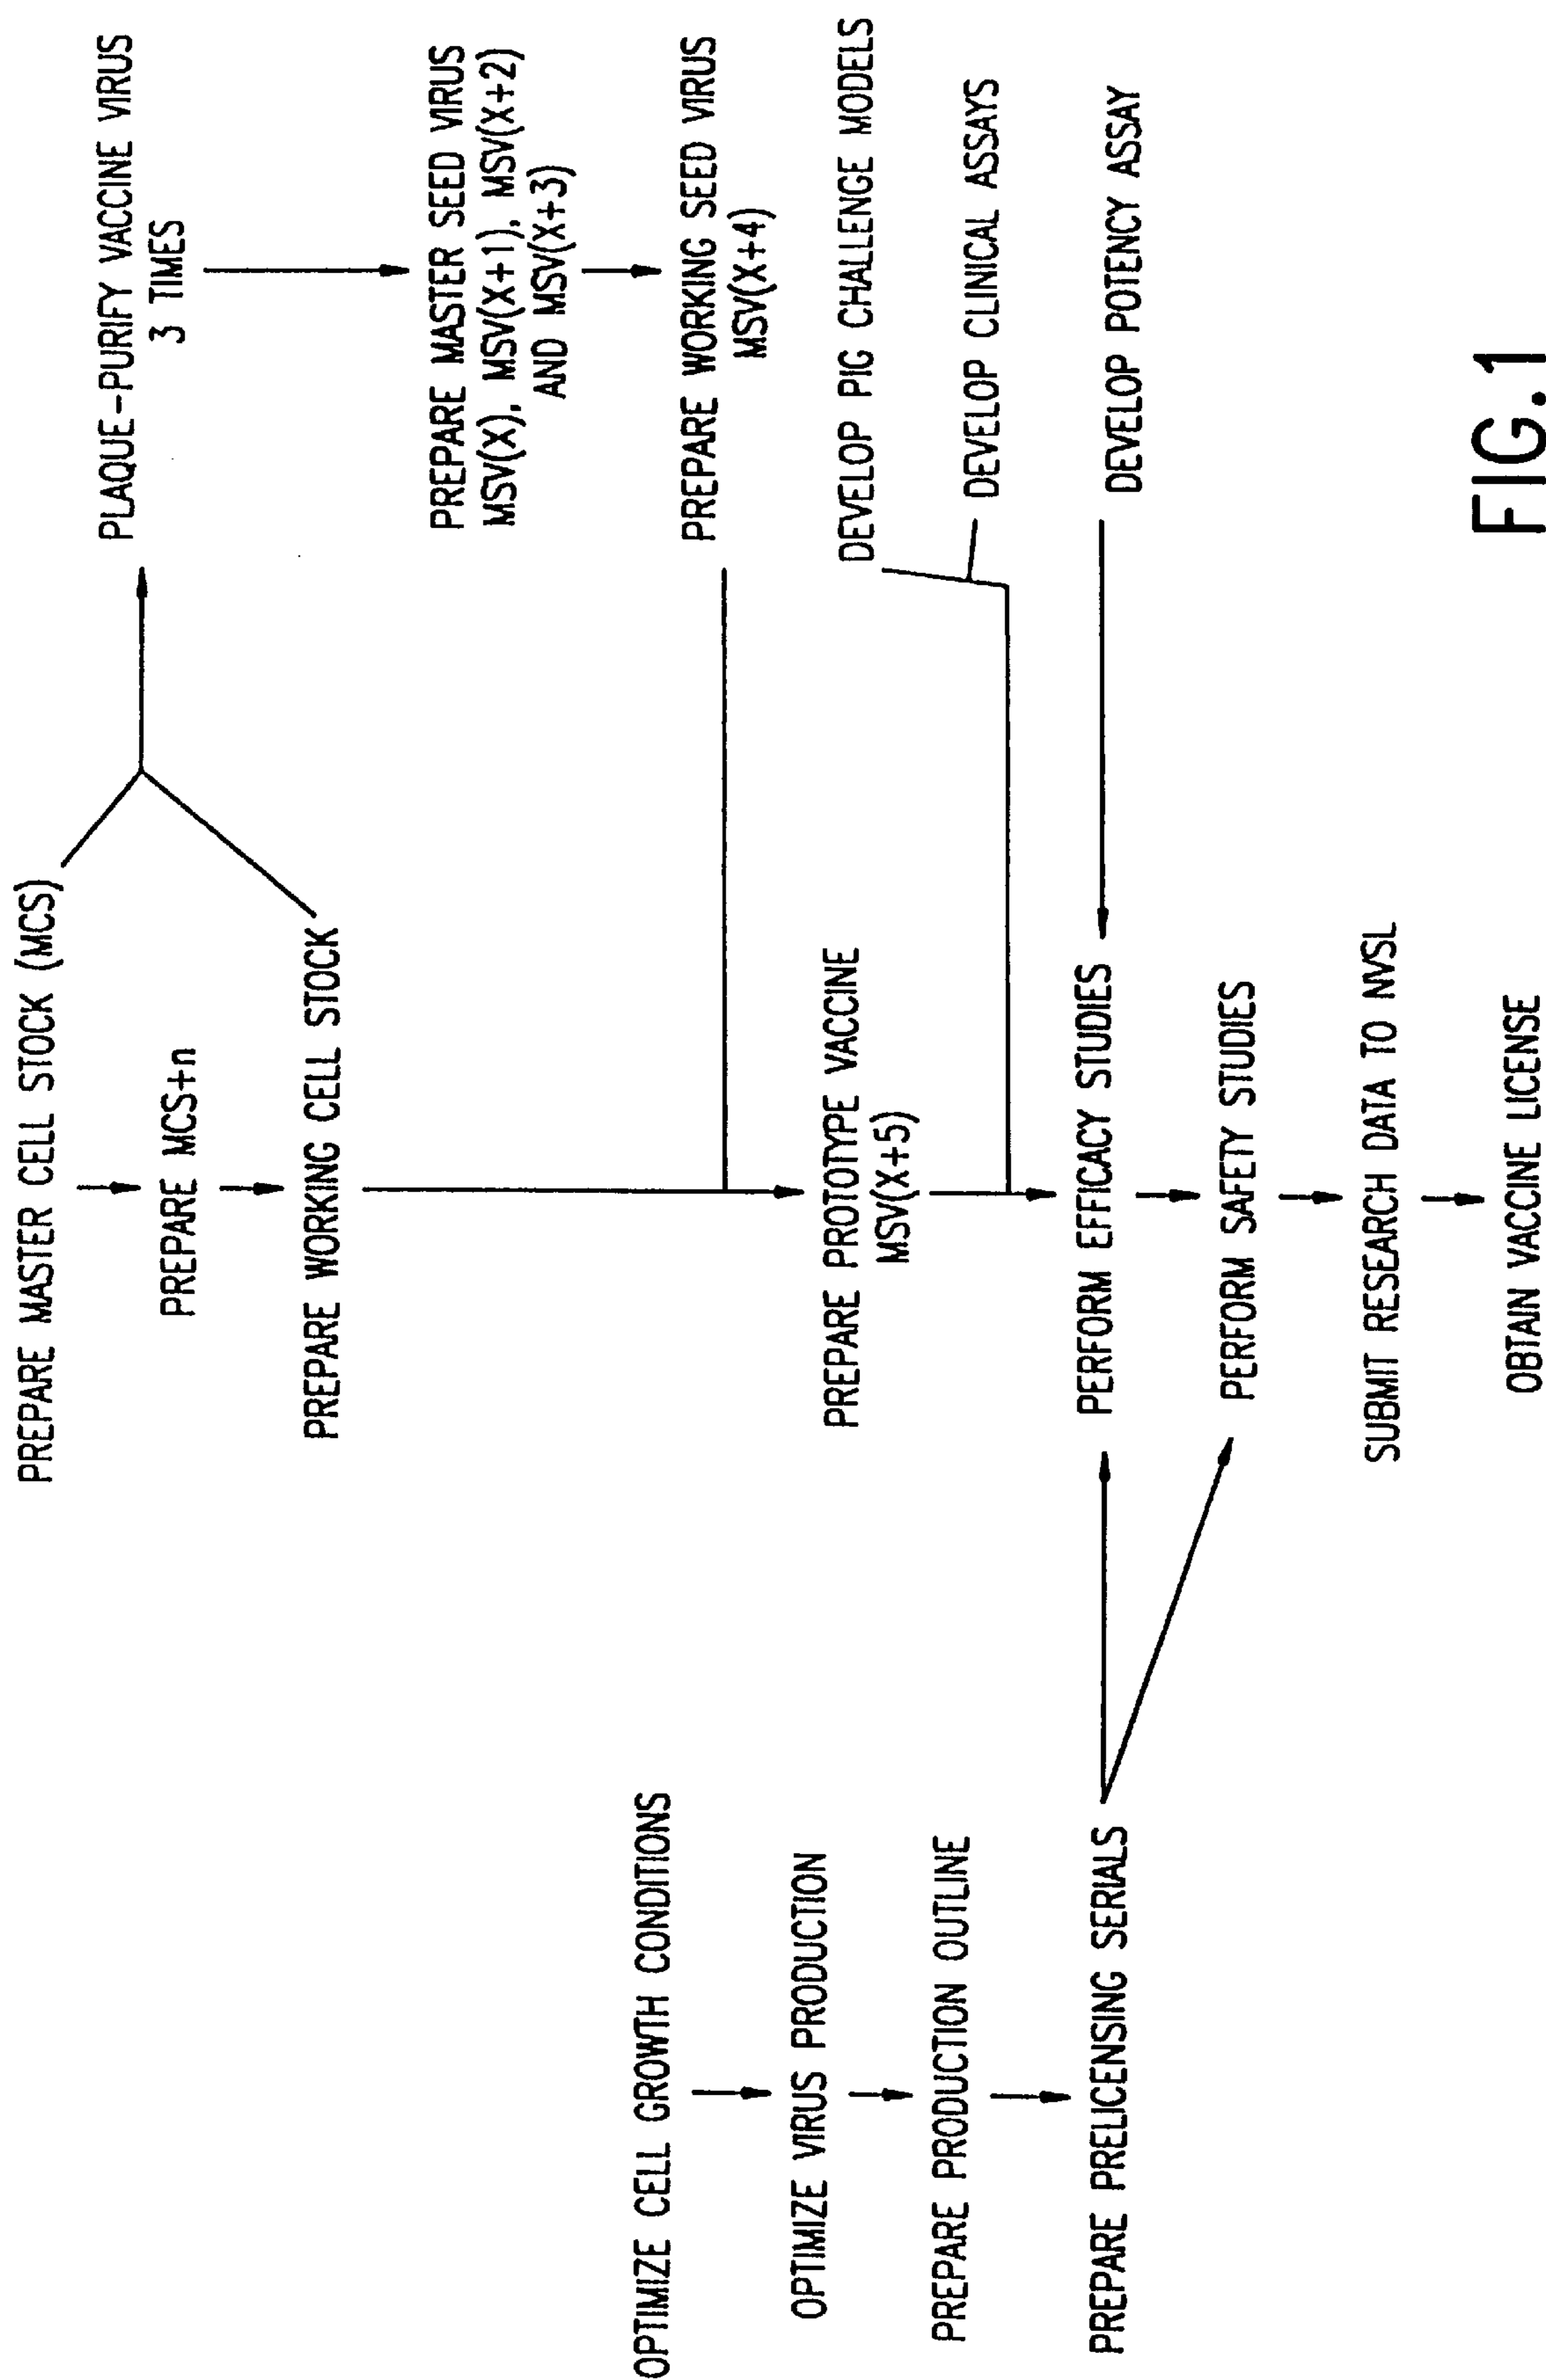 PREPARE MASTER CELL STOCK (MCS)
PREPARE MCS+n
PREPARE WORKING CELL STOCK
PLAQUE-PURIFY VACCINE VIRUS
3 TIMES
PREPARE MASTER SEED VIRUS
MSV(X), MSV(X+1), MSV(X+2)
AND MSV(X+3)
PREPARE WORKING SEED VIRUS
MSV(X+4)
OPTIMIZE CELL GROWTH CONDITIONS
OPTIMIZE VIRUS PRODUCTION
PREPARE PRODUCTION OUTLINE
PREPARE PRELICENSING SERIALS
PREPARE PROTOTYPE VACCINE
MSV(X+5)
DEVELOP PIG CHALLENGE MODELS
DEVELOP CLINICAL ASSAYS
DEVELOP POTENCY ASSAY
PERFORM EFFICACY STUDIES
PERFORM SAFETY STUDIES
SUBMIT RESEARCH DATA TO NVSL
OBTAIN VACCINE LICENSE
FIG.1